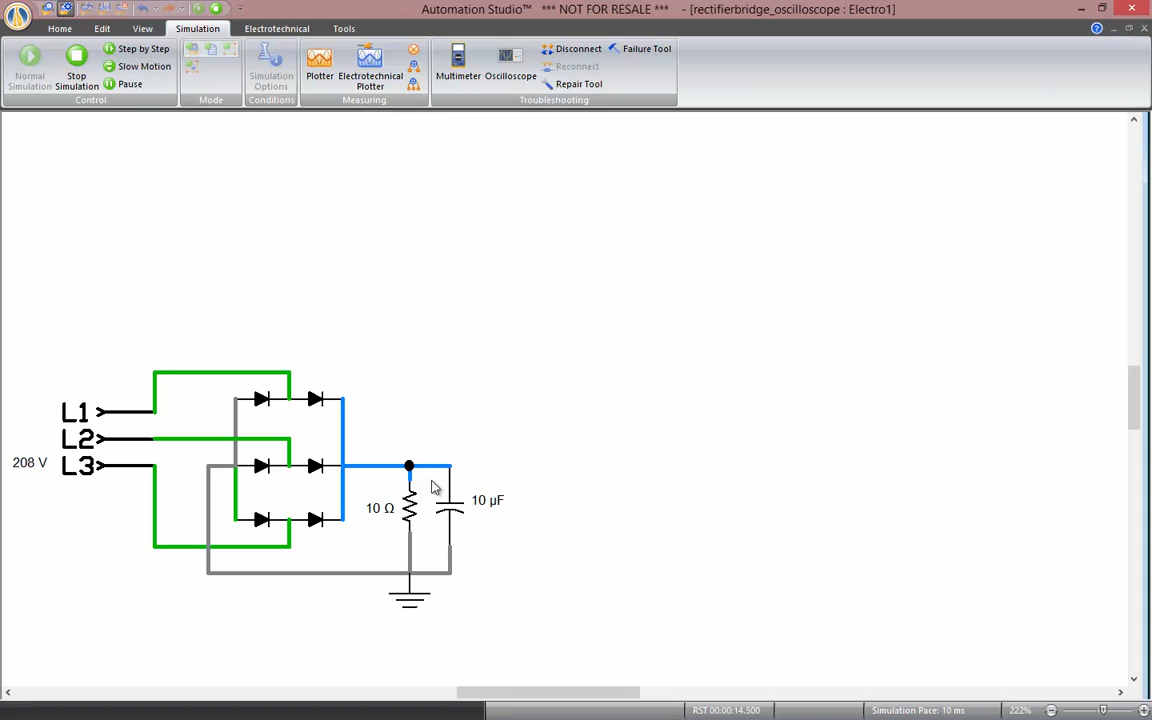 Automation Studio™ *** NOT FOR RESALE *** - [rectifierbridge_oscilloscope : Electro1]
Home Edit View Simulation Electrotechnical Tools
Normal Simulation
Stop Simulation
Step by Step
Slow Motion
Pause
Control
Mode
Simulation Options
Conditions
Plotter
Electrotechnical Plotter
Measuring
Multimeter
Oscilloscope
Disconnect
Reconnect
Repair Tool
Failure Tool
Troubleshooting
L1
L2
208 V
L3
10 Ω
10 µF
RST 00:00:14.500
Simulation Pace: 10 ms
222%